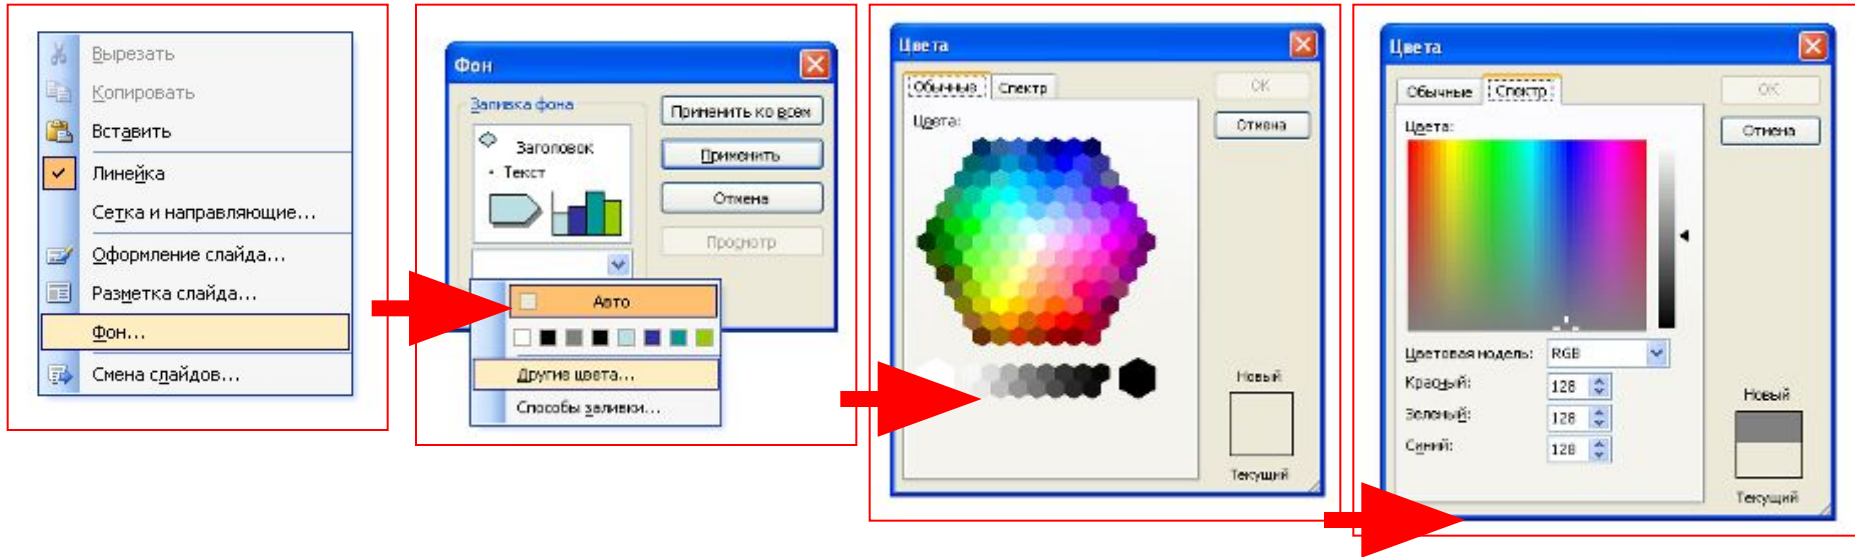 Вырезать
Копировать
Вставить
Линейка
Сетка и направляющие...
Оформление слайда...
Разметка слайда...
Фон...
Смена слайдов...
Фон
Заливка фона
Заголовок
• Текст
Применить ко всем
Применить
Отмена
Просмотр
Авто
Другие цвета...
Способы заливки...
Цвета
Обычные Спектр
Цвета:
ОК
Отмена
Новый
Текущий
Цвета
Обычные Спектр
Цвета:
ОК
Отмена
Цветовая модель: RGB
Красный: 128
Зеленый: 128
Синий: 128
Новый
Текущий